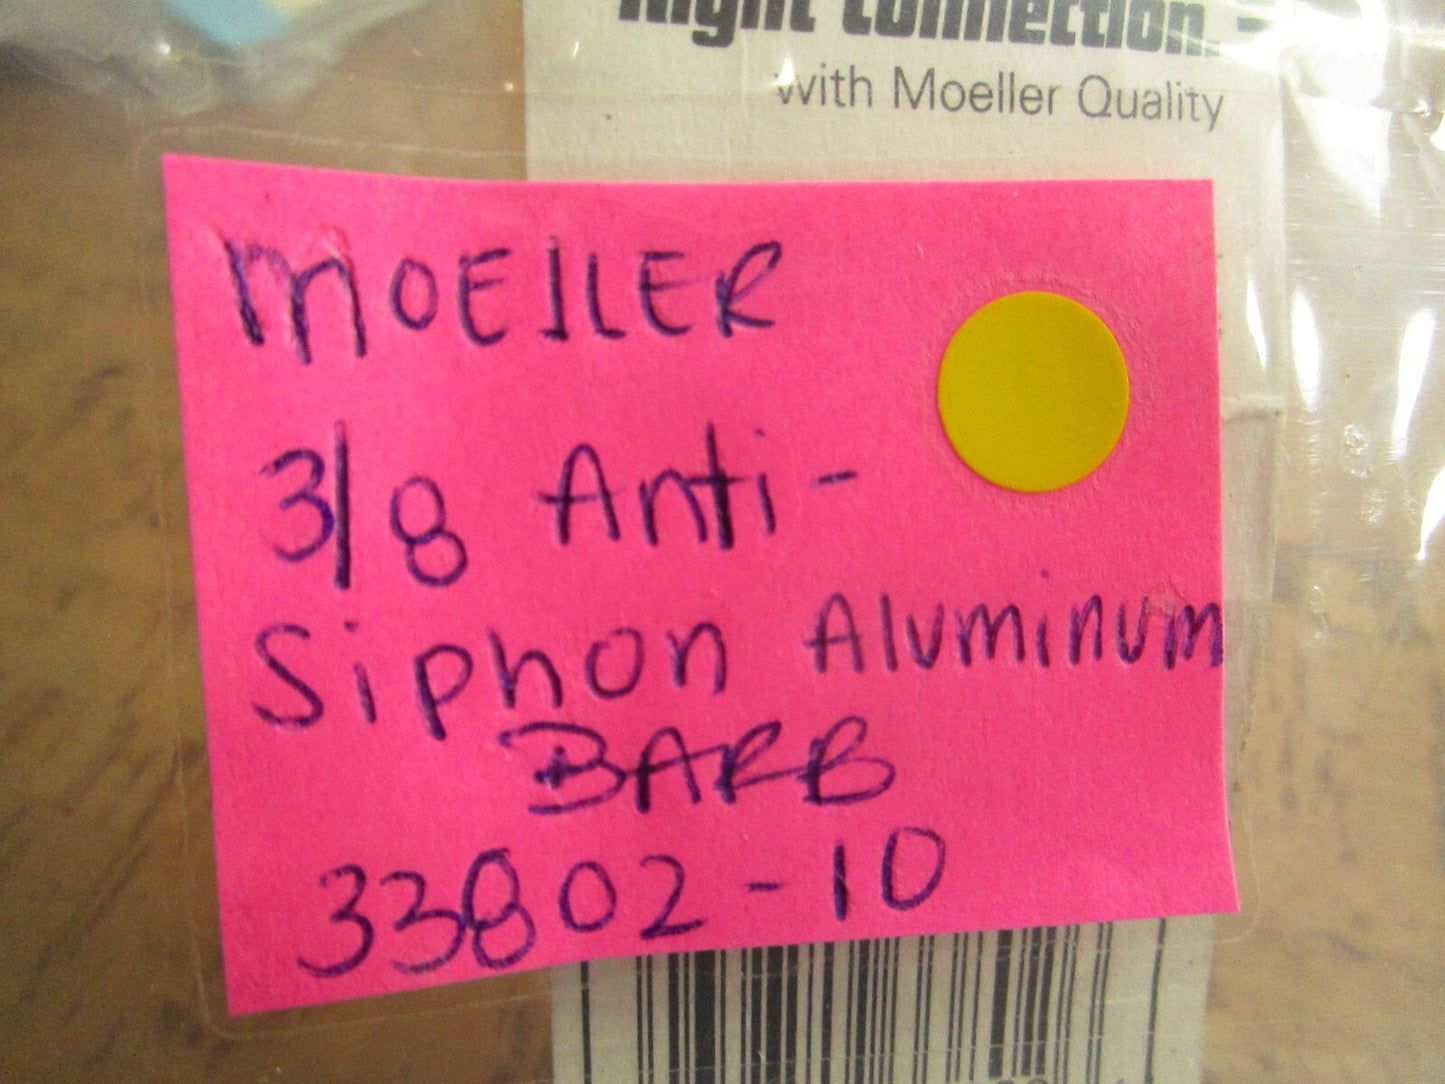 Right Connection.
with Moeller Quality
MOELLER
3/8 Anti-
Siphon Aluminum
BARB
33802-10